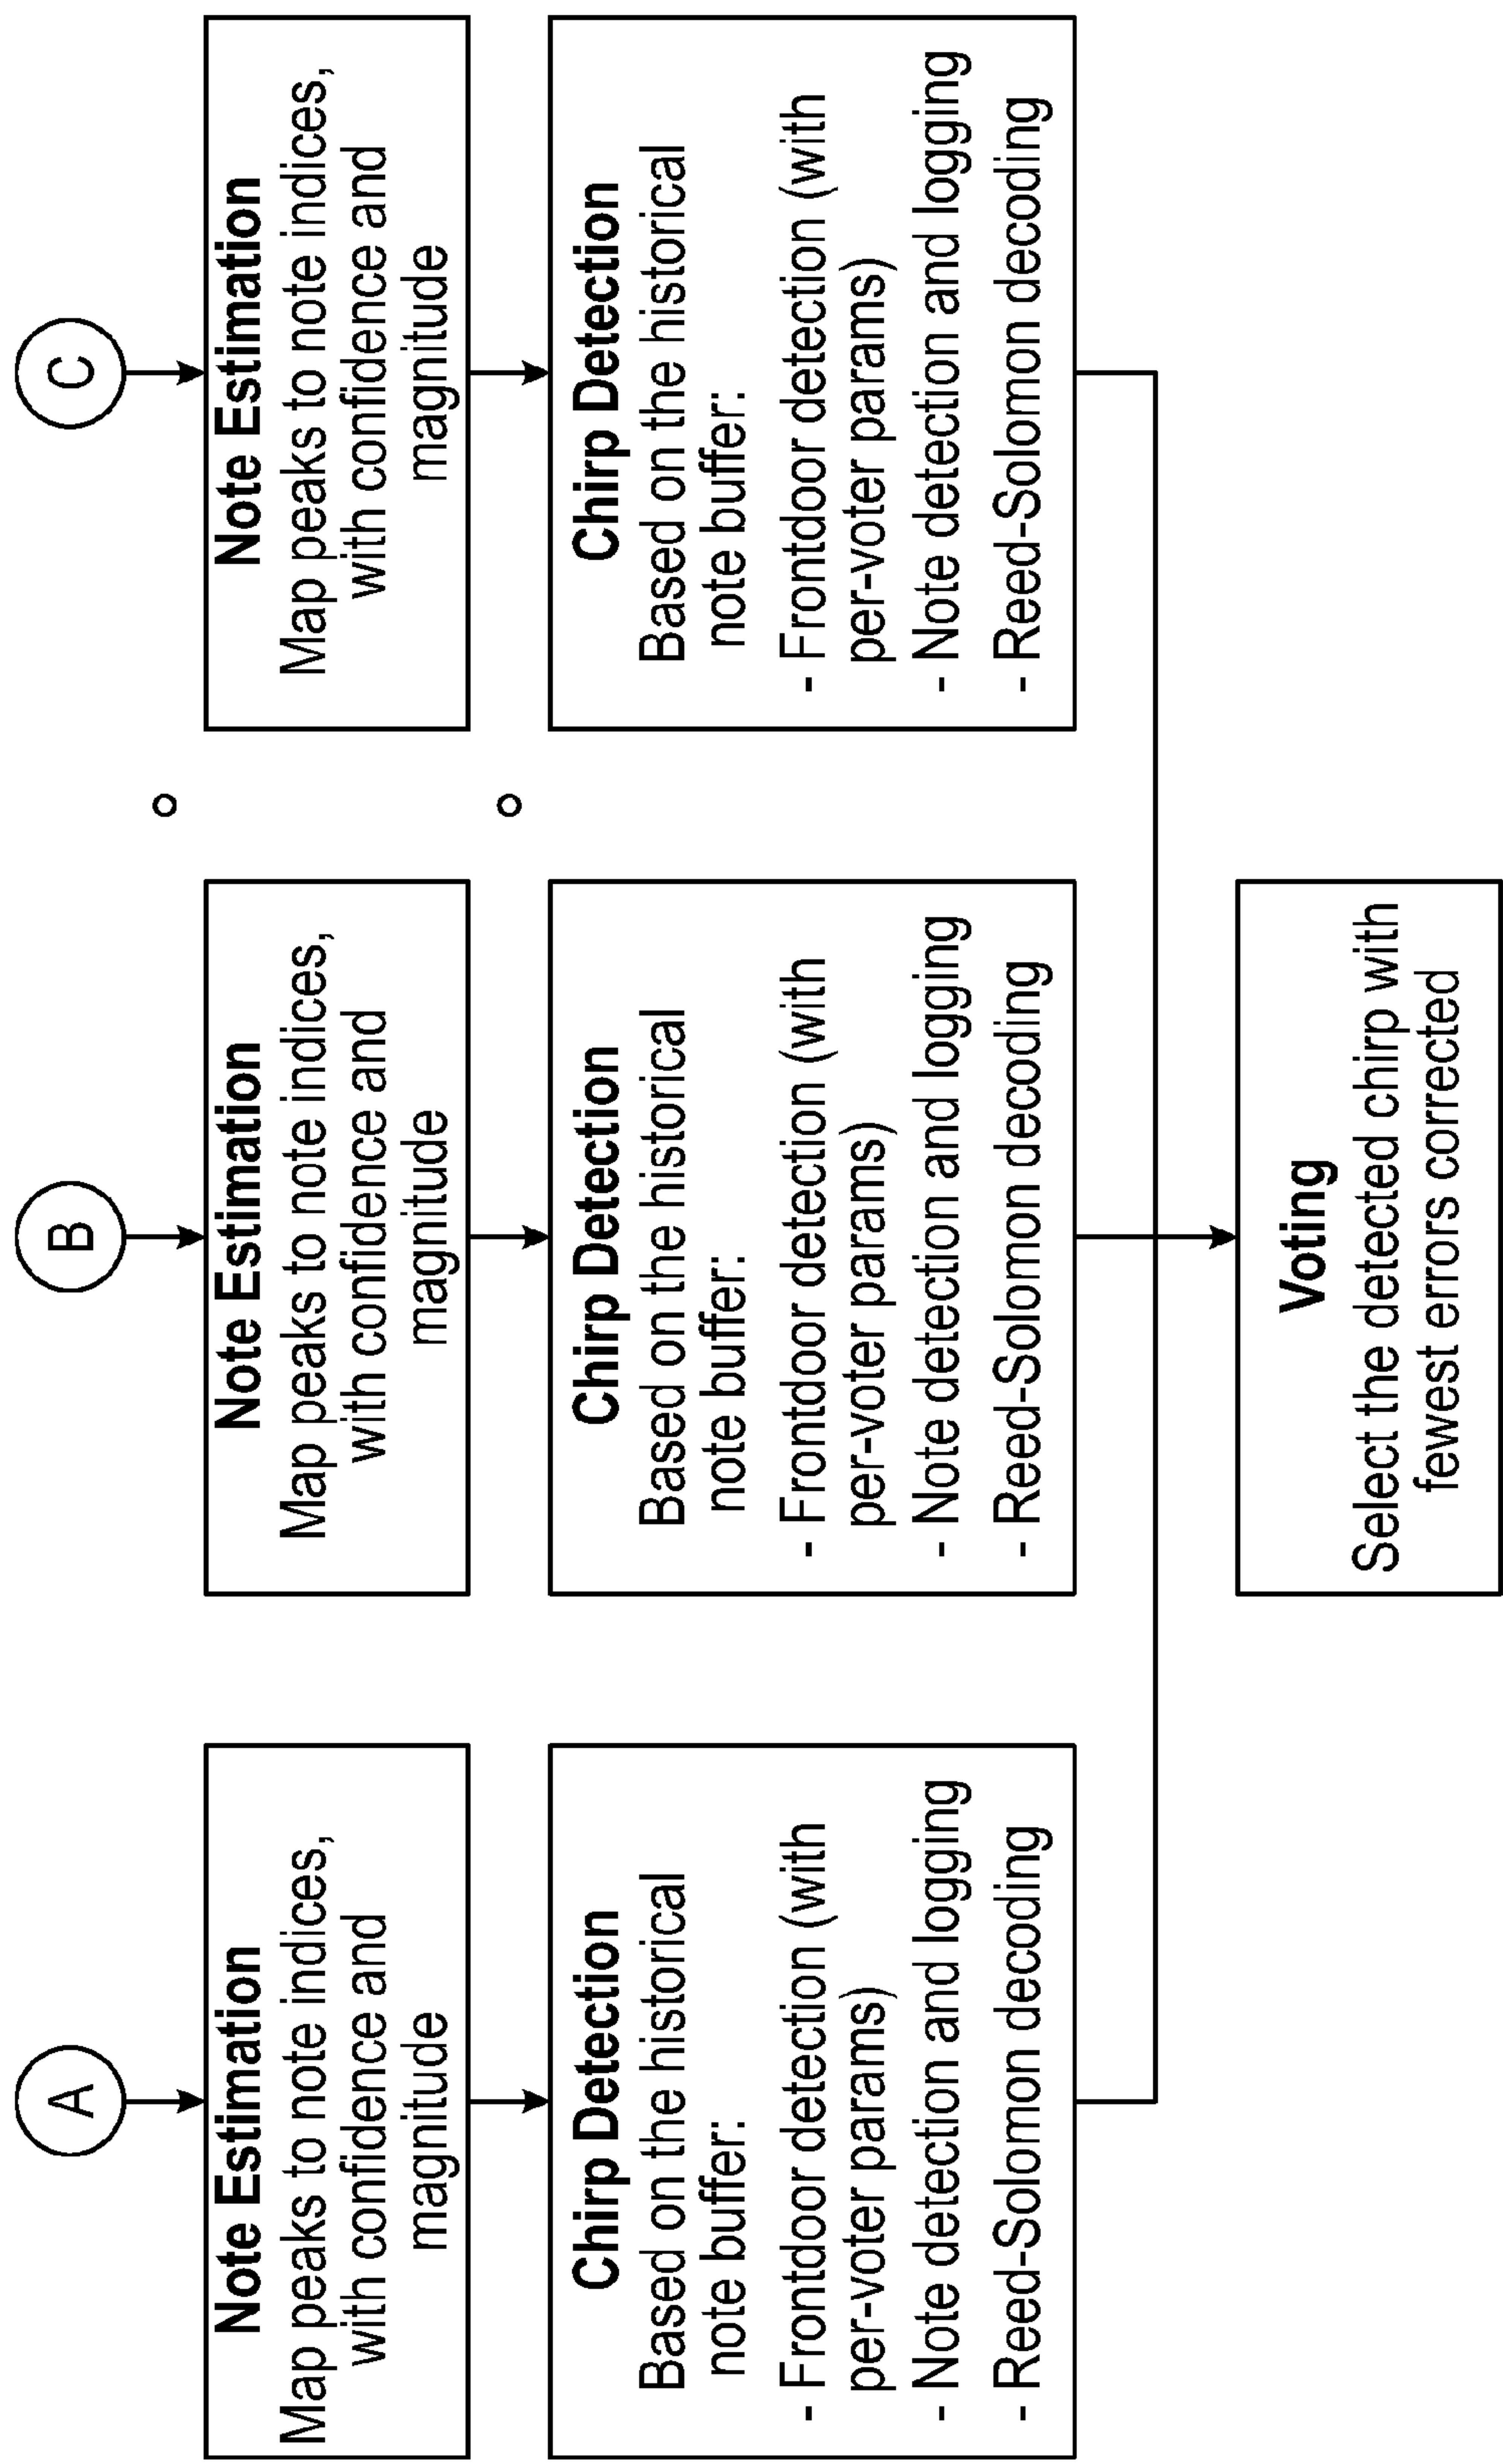 A
Note Estimation
Map peaks to note indices,
with confidence and
magnitude
Chirp Detection
Based on the historical
note buffer:
- Frontdoor detection (with
per-voter params)
- Note detection and logging
- Reed-Solomon decoding
B
Note Estimation
Map peaks to note indices,
with confidence and
magnitude
Chirp Detection
Based on the historical
note buffer:
- Frontdoor detection (with
per-voter params)
- Note detection and logging
- Reed-Solomon decoding
C
Note Estimation
Map peaks to note indices,
with confidence and
magnitude
Chirp Detection
Based on the historical
note buffer:
- Frontdoor detection (with
per-voter params)
- Note detection and logging
- Reed-Solomon decoding
Voting
Select the detected chirp with
fewest errors corrected